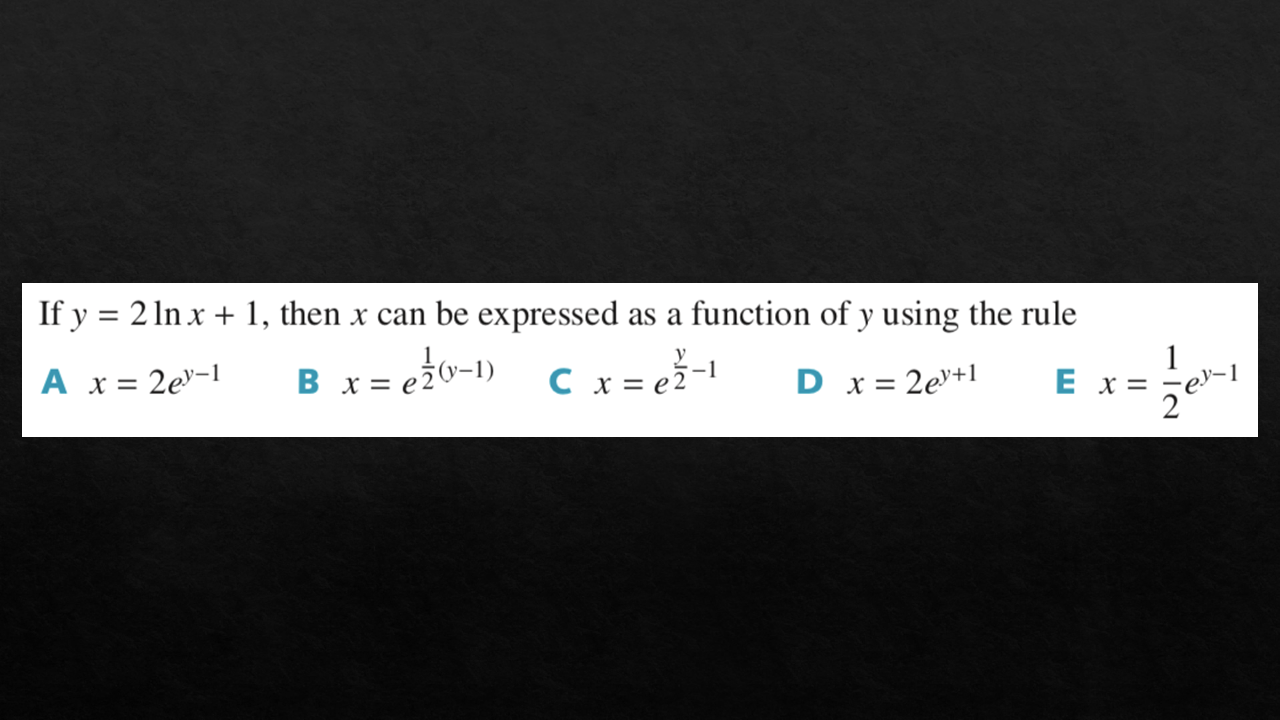 If y = 2 ln x + 1, then x can be expressed as a function of y using the rule
A x = 2e^{y−1} B x = e^{\frac{1}{2}(y−1)} C x = e^{\frac{y}{2}−1} D x = 2e^{y+1} E x = \frac{1}{2}e^{y−1}